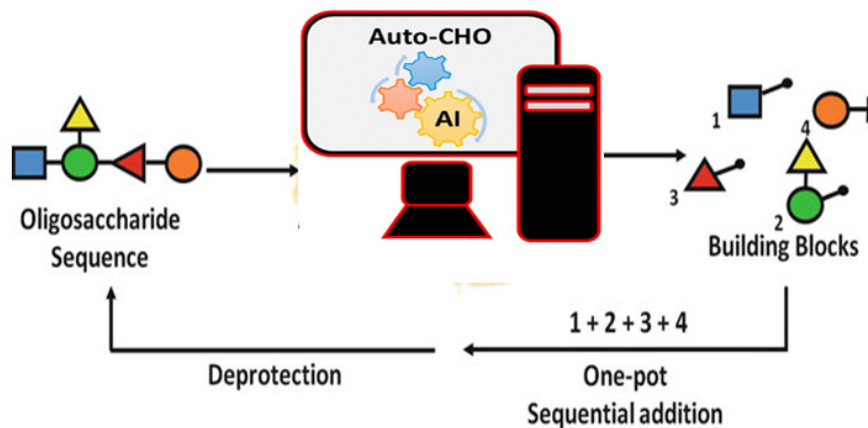 Auto-CHO
AI
1
4
3
2
Oligosaccharide
Sequence
Building Blocks
1 + 2 + 3 + 4
Deprotection
One-pot
Sequential addition